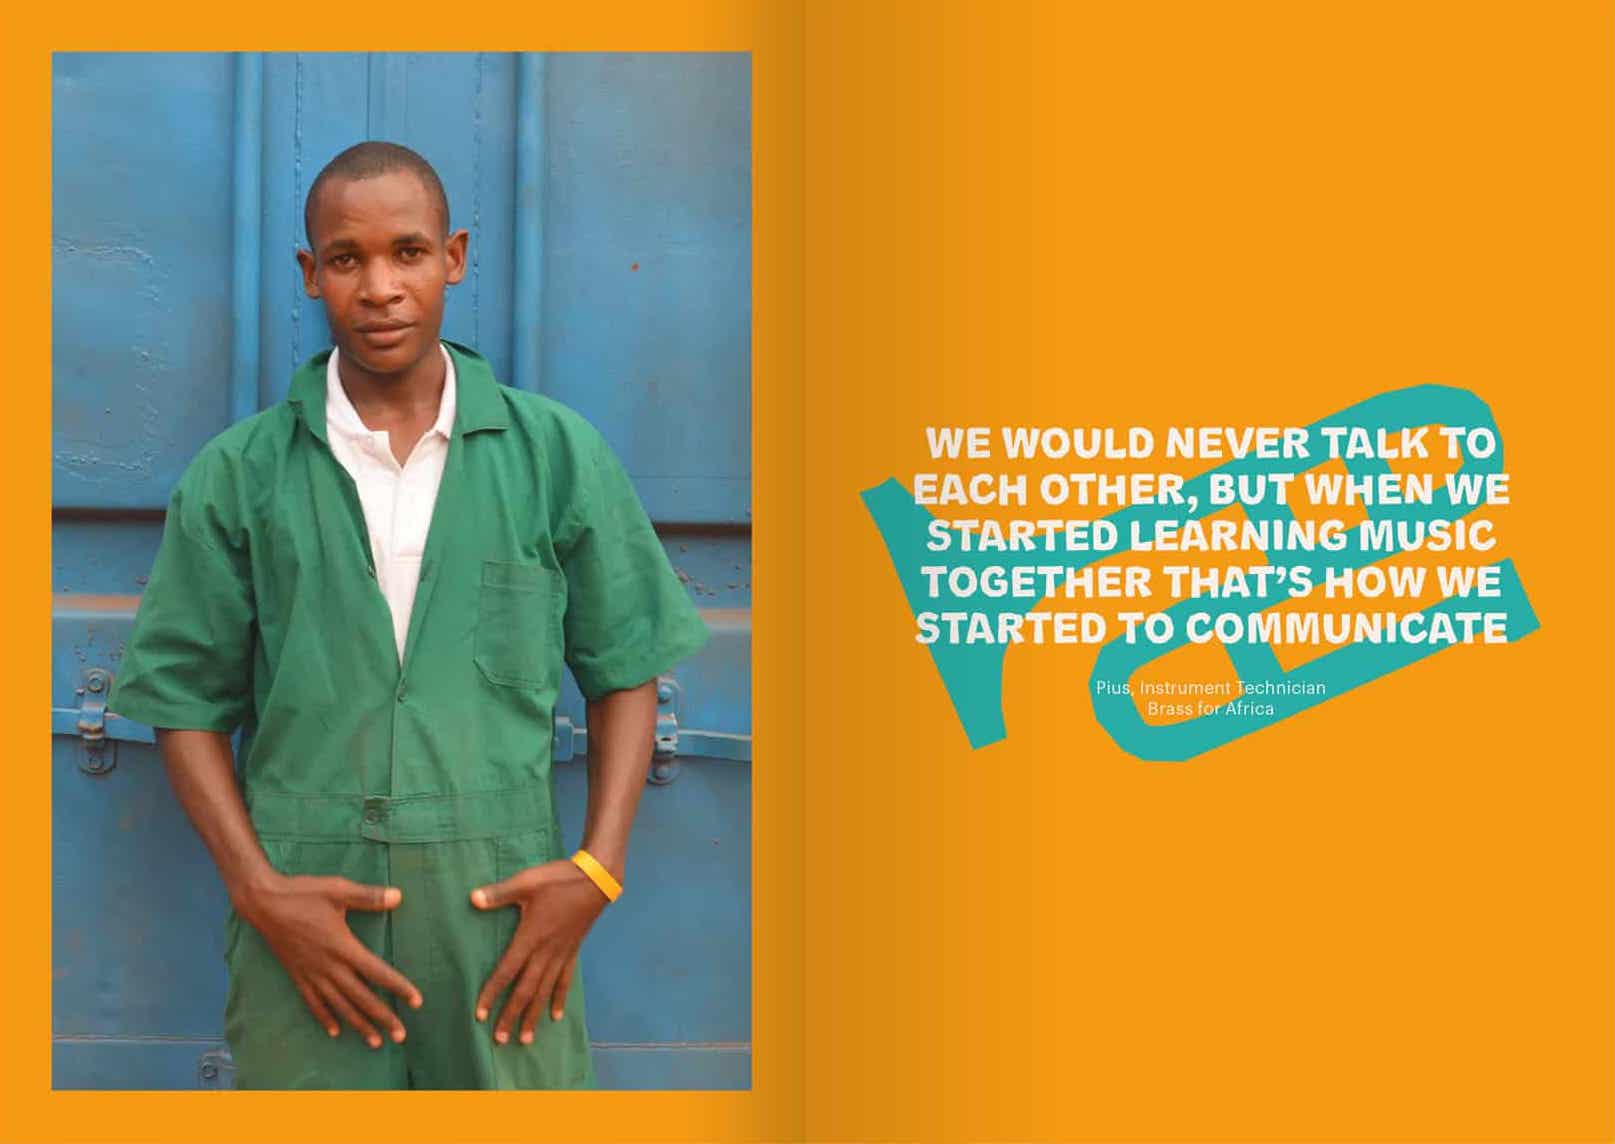 WE WOULD NEVER TALK TO
EACH OTHER, BUT WHEN WE
STARTED LEARNING MUSIC
TOGETHER THAT’S HOW WE
STARTED TO COMMUNICATE
Pius, Instrument Technician
Brass for Africa